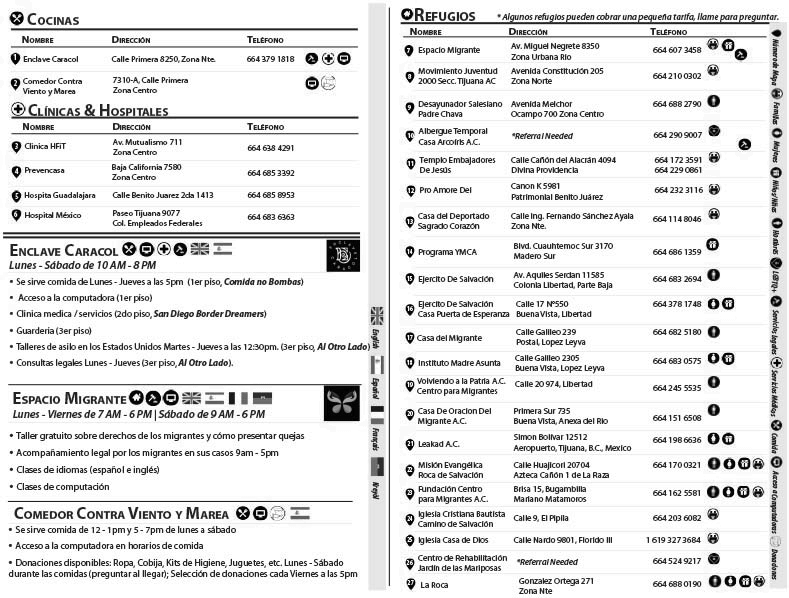 COCINAS
NOMBRE DIRECCIÓN TELÉFONO
1 Enclave Caracol Calle Primera 8250, Zona Nte. 664 379 1818
2 Comedor Contra Viento y Marea 7310-A, Calle Primera Zona Centro
CLÍNICAS & HOSPITALES
NOMBRE DIRECCIÓN TELÉFONO
3 Clinica HFiT Av. Mutualismo 711 Zona Centro 664 638 4291
4 Prevencasa Baja California 7580 Zona Centro 664 685 3392
5 Hospita Guadalajara Calle Benito Juarez 2da 1413 664 685 8953
6 Hospital México Paseo Tijuana 9077 Col. Empleados Federales 664 683 6363
ENCLAVE CARACOL
Lunes - Sábado de 10 AM - 8 PM
• Se sirve comida de Lunes - Jueves a las 5pm (1er piso, Comida no Bombas)
• Acceso a la computadora (1er piso)
• Clínica medica / servicios (2do piso, San Diego Border Dreamers)
• Guardería (3er piso)
• Talleres de asilo en los Estados Unidos Martes - Jueves a las 12:30pm. (3er piso, Al Otro Lado)
• Consultas legales Lunes - Jueves (3er piso, Al Otro Lado).
ESPACIO MIGRANTE
Lunes - Viernes de 7 AM - 6 PM | Sábado de 9 AM - 6 PM
• Taller gratuito sobre derechos de los migrantes y cómo presentar quejas
• Acompañamiento legal por los migrantes en sus casos 9am - 5pm
• Clases de idiomas (español e inglés)
• Clases de computación
COMEDOR CONTRA VIENTO Y MAREA
• Se sirve comida de 12 - 1pm y 5 - 7pm de lunes a sábado
• Acceso a la computadora en horarios de comida
• Donaciones disponibles: Ropa, Cobija, Kits de Higiene, Juguetes, etc. Lunes - Sábado
durante las comidas (preguntar al llegar); Selección de donaciones cada Viernes a las 5pm
English
Español
Français
Kreyòl
REFUGIOS * Algunos refugios pueden cobrar una pequeña tarifa, llame para preguntar.
NOMBRE DIRECCIÓN TELÉFONO
7 Espacio Migrante Av. Miguel Negrete 8350 Zona Urbana Rio 664 607 3458
8 Movimiento Juventud 2000 Secc. Tijuana AC Avenida Constitución 205 Zona Norte 664 210 0302
9 Desayunador Salesiano Padre Chava Avenida Melchor Ocampo 700 Zona Centro 664 688 2790
10 Albergue Temporal Casa Arcoíris A.C. *Referral Needed 664 290 9007
11 Templo Embajadores De Jesús Calle Cañón del Alacrán 4094 Divina Providencia 664 172 3591 664 229 0861
12 Pro Amore Dei Canon K 5981 Patrimonial Benito Juárez 664 232 3116
13 Casa del Deportado Sagrado Corazón Calle Ing. Fernando Sánchez Ayala Zona Nte. 664 114 8046
14 Programa YMCA Blvd. Cuauhtemoc Sur 3170 Madero Sur 664 686 1359
15 Ejercito De Salvación Av. Aquiles Serdan 11585 Colonia Libertad, Parte Baja 664 683 2694
16 Ejercito De Salvación Casa Puerta de Esperanza Calle 17 Nº550 Buena Vista, Libertad 664 378 1748
17 Casa del Migrante Calle Galileo 239 Postal, Lopez Leyva 664 682 5180
18 Instituto Madre Asunta Calle Galileo 2305 Buena Vista, Lopez Leyva 664 683 0575
19 Volviendo a la Patria A.C. Centro para Migrantes Calle 20 974, Libertad 664 245 5535
20 Casa De Oracion Del Migrante A.C. Primera Sur 735 Buena Vista, Anexa del Rio 664 151 6508
21 Leakad A.C. Simon Bolivar 12512 Aeropuerto, Tijuana, B.C., Mexico 664 198 6636
22 Misión Evangélica Roca de Salvación Calle Huajicori 20704 Azteca Cañón 1 de La Raza 664 170 0321
23 Fundación Centro para Migrantes A.C. Brisa 15, Bugambilia Mariano Matamoros 664 162 5581
24 Iglesia Cristiana Bautista Camino de Salvación Calle 9, El Pipila 664 203 6082
25 Iglesia Casa de Dios Calle Nardo 9801, Florido III 1 619 327 3684
26 Centro de Rehabilitación Jardín de las Mariposas *Referral Needed 664 524 9217
27 La Roca Gonzalez Ortega 271 Zona Nte 664 688 0190
Número de Mapa
Familias
Mujeres
Niños/Niñas
Hombres
LGBTQ+
Servicios legales
Servicios Médicos
Comida
Acceso a Computadores
Donaciones